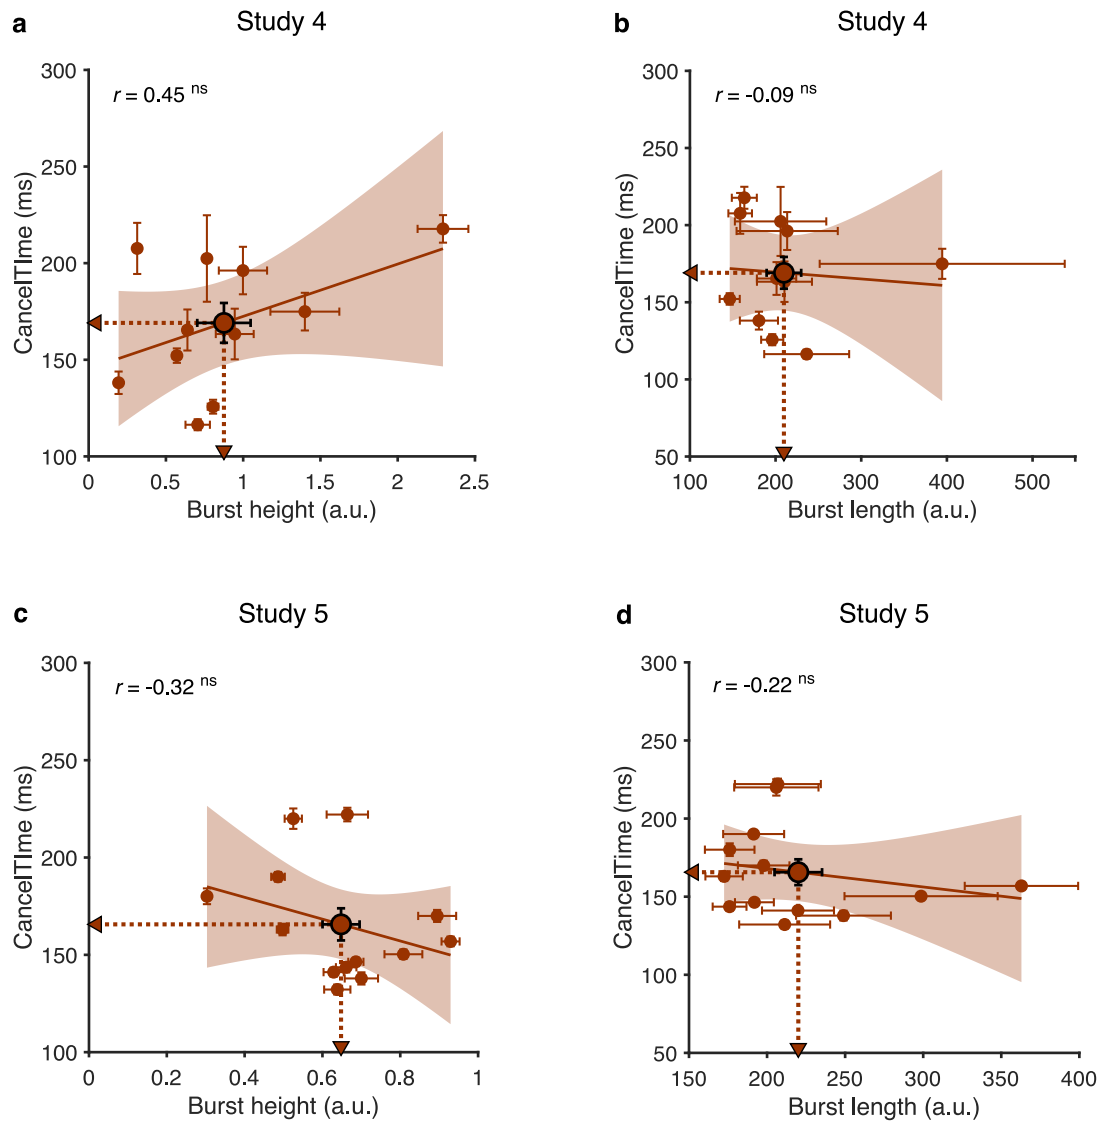 a
Study 4
r = 0.45 ns
300
250
200
150
100
CancelTIme (ms)
0
0.5
1
1.5
2
2.5
Burst height (a.u.)
b
Study 4
r = -0.09 ns
300
250
200
150
100
50
CancelTime (ms)
100
200
300
400
500
Burst length (a.u.)
c
Study 5
r = -0.32 ns
300
250
200
150
100
CancelTIme (ms)
0
0.2
0.4
0.6
0.8
1
Burst height (a.u.)
d
Study 5
r = -0.22 ns
300
250
200
150
100
50
CancelTime (ms)
150
200
250
300
350
400
Burst length (a.u.)